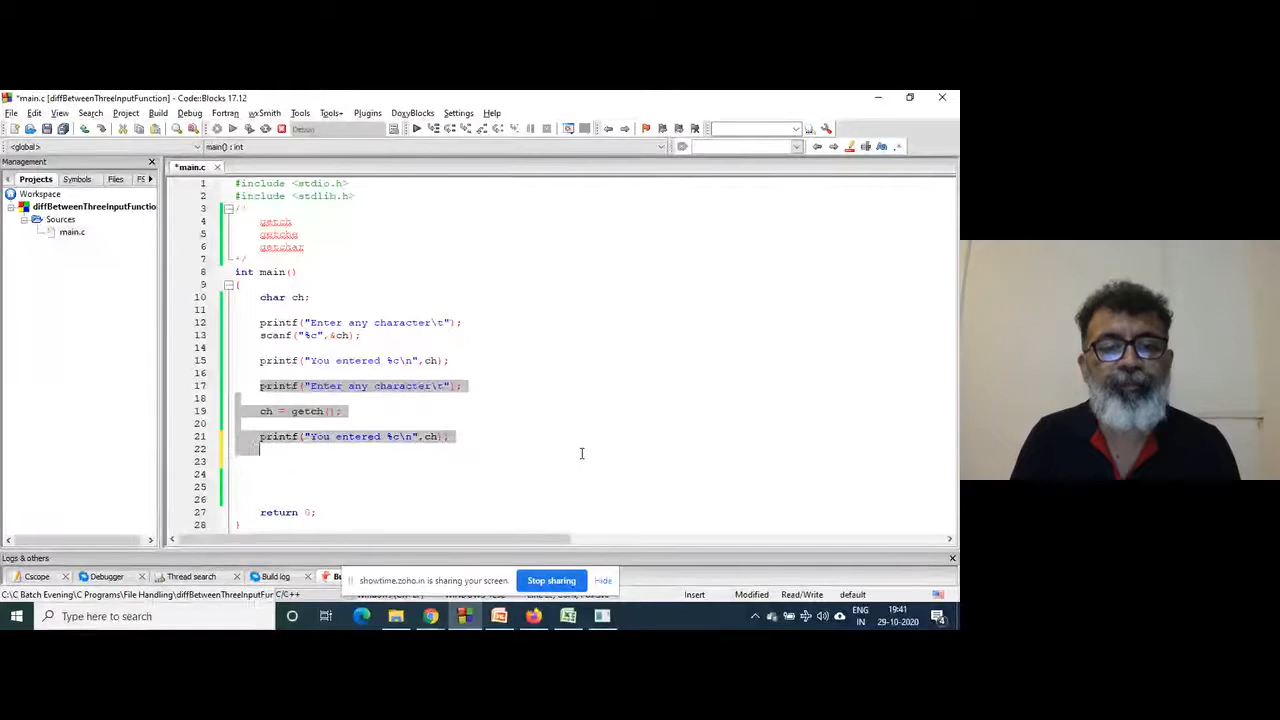 *main.c [diffBetweenThreeInputFunction] - Code::Blocks 17.12
File Edit View Search Project Build Debug Fortran wxSmith Tools Tools+ Plugins DoxyBlocks Settings Help
Debug
<global>
main() : int
Management
Projects Symbols Files FS
*main.c
Workspace
diffBetweenThreeInputFunctio
Sources
main.c
1 #include <stdio.h>
2 #include <stdlib.h>
3 /*
4 getch
5 getche
6 getchar
7 */
8 int main()
9 {
10 char ch;
11
12 printf("Enter any character\t");
13 scanf("%c",&ch);
14
15 printf("You entered %c\n",ch);
16
17 printf("Enter any character\t");
18
19 ch = getch();
20
21 printf("You entered %c\n",ch);
22
23
24
25
26
27 return 0;
28 }
Logs & others
Cscope Debugger Thread search Build log
showtime.zoho.in is sharing your screen. Stop sharing Hide
C:\C Batch Evening\C Programs\File Handling\diffBetweenThreeInputFur C/C++
Insert Modified Read/Write default
Type here to search
ENG 19:41
IN 29-10-2020
4